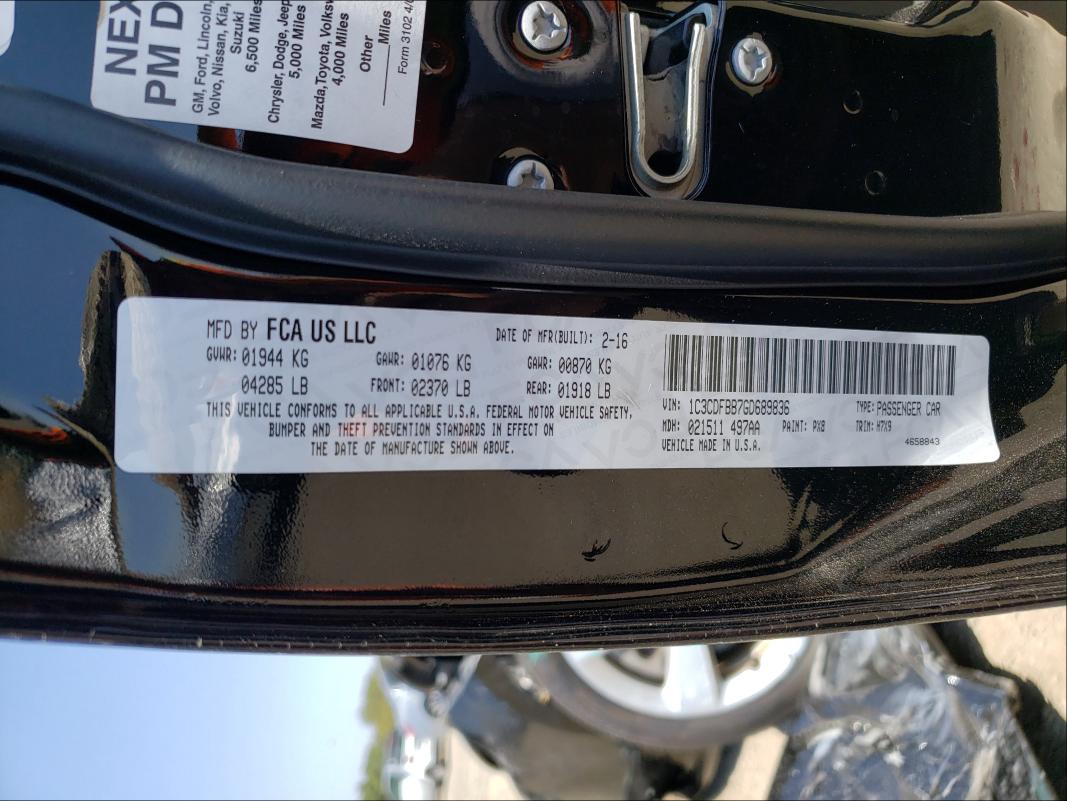 NEX
PM D
GM, Ford, Lincoln,
Volvo, Nissan, Kia,
Suzuki
6,500 Miles
Chrysler, Dodge, Jeep
5,000 Miles
Mazda, Toyota, Volksw
4,000 Miles
Other
Miles
Form 3102 4/0
MFD BY FCA US LLC
DATE OF MFR(BUILT): 2-16
GVWR: 01944 KG GAWR: 01076 KG GAWR: 00870 KG
04285 LB FRONT: 02370 LB REAR: 01918 LB
THIS VEHICLE CONFORMS TO ALL APPLICABLE U.S.A. FEDERAL MOTOR VEHICLE SAFETY,
BUMPER AND THEFT PREVENTION STANDARDS IN EFFECT ON
THE DATE OF MANUFACTURE SHOWN ABOVE.
VIN: 1C3CDFBB7GD689836 TYPE: PASSENGER CAR
MDH: 021511 497AA PAINT: PX8 TRIM: H7X9
VEHICLE MADE IN U.S.A. 4658843